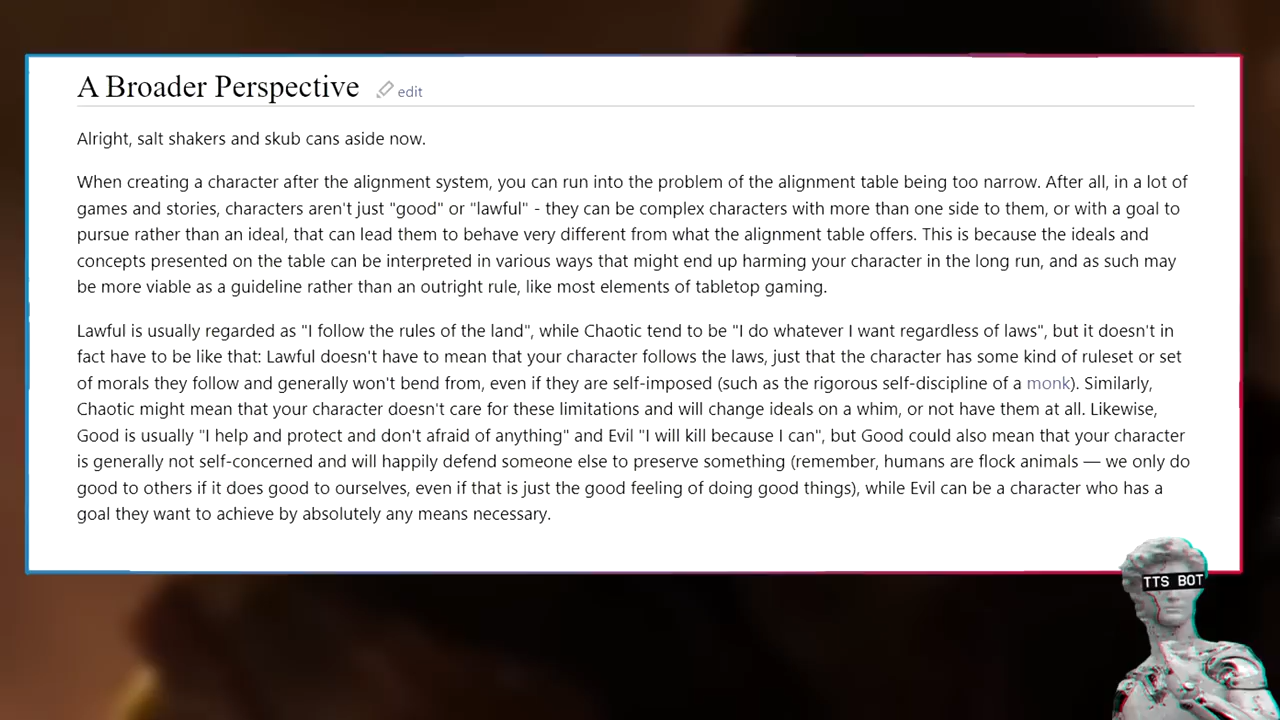 A Broader Perspective edit
Alright, salt shakers and skub cans aside now.
When creating a character after the alignment system, you can run into the problem of the alignment table being too narrow. After all, in a lot of
games and stories, characters aren't just "good" or "lawful" - they can be complex characters with more than one side to them, or with a goal to
pursue rather than an ideal, that can lead them to behave very different from what the alignment table offers. This is because the ideals and
concepts presented on the table can be interpreted in various ways that might end up harming your character in the long run, and as such may
be more viable as a guideline rather than an outright rule, like most elements of tabletop gaming.
Lawful is usually regarded as "I follow the rules of the land", while Chaotic tend to be "I do whatever I want regardless of laws", but it doesn't in
fact have to be like that: Lawful doesn't have to mean that your character follows the laws, just that the character has some kind of ruleset or set
of morals they follow and generally won't bend from, even if they are self-imposed (such as the rigorous self-discipline of a monk). Similarly,
Chaotic might mean that your character doesn't care for these limitations and will change ideals on a whim, or not have them at all. Likewise,
Good is usually "I help and protect and don't afraid of anything" and Evil "I will kill because I can", but Good could also mean that your character
is generally not self-concerned and will happily defend someone else to preserve something (remember, humans are flock animals — we only do
good to others if it does good to ourselves, even if that is just the good feeling of doing good things), while Evil can be a character who has a
goal they want to achieve by absolutely any means necessary.
TTS BOT